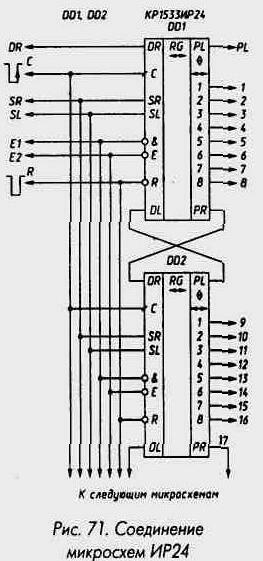 DD1, DD2 КР1533ИР24
DD1
DR DR RG PL PL
C C Φ
1 1
SR SR 2 2
SL SL 3 3
4 4
E1 & 5 5
E2 E 6 6
7 7
R R 8 8
DL PR
DD2
DR RG PL
C Φ
1 9
SR 2 10
SL 3 11
4 12
& 5 13
E 6 14
7 15
R 8 16
DL PR 17
К следующим микросхемам
Рис. 71. Соединение
микросхем ИР24